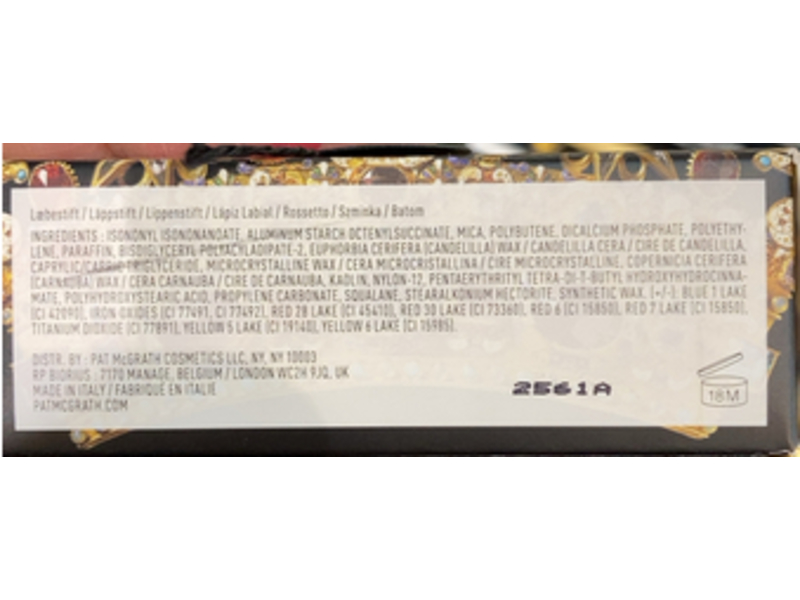 Læbestift / Läppstift / Lippenstift / Lápiz Labial / Rossetto / Szminka / Batom
INGREDIENTS : ISONONYL ISONONANOATE, ALUMINUM STARCH OCTENYLSUCCINATE, MICA, POLYBUTENE, DICALCIUM PHOSPHATE, POLYETHY-
LENE, PARAFFIN, BISDIGLYCERYL POLYACYLADIPATE-2, EUPHORBIA CERIFERA (CANDELILLA) WAX / CANDELILLA CERA / CIRE DE CANDELILLA,
CAPRYLIC/CAPRIC TRIGLYCERIDE, MICROCRYSTALLINE WAX / CERA MICROCRISTALLINA / CIRE MICROCRYSTALLINE, COPERNICIA CERIFERA
(CARNAUBA) WAX / CERA CARNAUBA / CIRE DE CARNAUBA, KAOLIN, NYLON-12, PENTAERYTHRITYL TETRA-DI-T-BUTYL HYDROXYHYDROCINNA-
MATE, POLYHYDROXYSTEARIC ACID, PROPYLENE CARBONATE, SQUALANE, STEARALKONIUM HECTORITE, SYNTHETIC WAX. (+/-): BLUE 1 LAKE
(CI 42090), IRON OXIDES (CI 77491, CI 77492), RED 28 LAKE (CI 45410), RED 30 LAKE (CI 73360), RED 6 (CI 15850), RED 7 LAKE (CI 15850),
TITANIUM DIOXIDE (CI 77891), YELLOW 5 LAKE (CI 19140), YELLOW 6 LAKE (CI 15985).
DISTR. BY : PAT McGRATH COSMETICS LLC, NY, NY 10003
RP BIORIUS : 7170 MANAGE, BELGIUM / LONDON WC2H 9JQ, UK
MADE IN ITALY / FABRIQUÉ EN ITALIE
PATMCGRATH.COM
2561A
18M